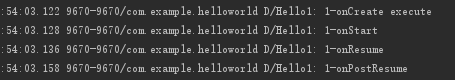 :54:03.122 9670-9670/com.example.helloworld D/Hello1: 1-onCreate execute
:54:03.128 9670-9670/com.example.helloworld D/Hello1: 1-onStart
:54:03.136 9670-9670/com.example.helloworld D/Hello1: 1-onResume
:54:03.158 9670-9670/com.example.helloworld D/Hello1: 1-onPostResume